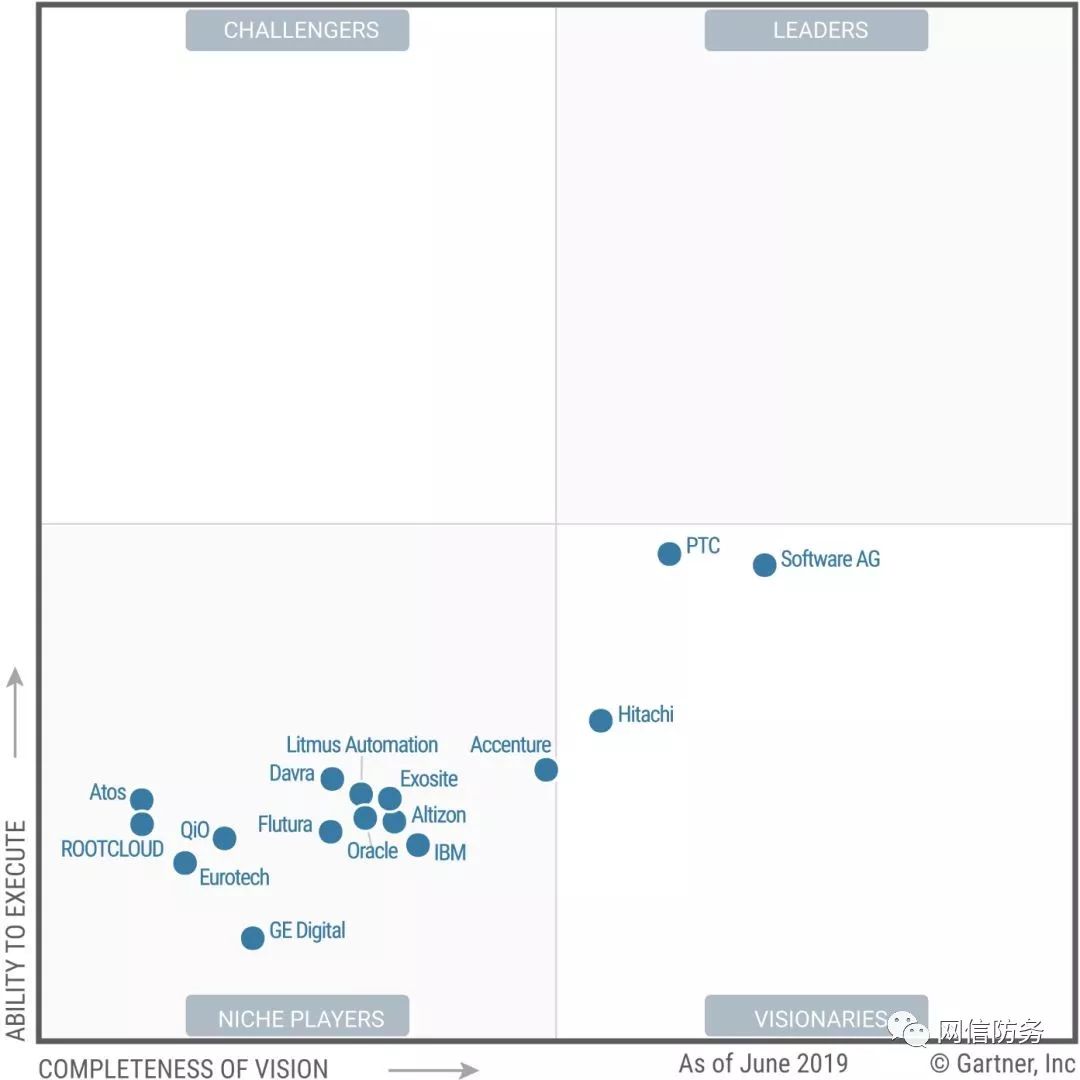 CHALLENGERS
LEADERS
PTC
Software AG
Hitachi
Litmus Automation
Accenture
Davra
Exosite
Atos
Altizon
Flutura
QiO
ROOTCLOUD
Oracle
IBM
Eurotech
GE Digital
NICHE PLAYERS
VISIONARIES
网信防务
ABILITY TO EXECUTE
COMPLETENESS OF VISION
As of June 2019
© Gartner, Inc